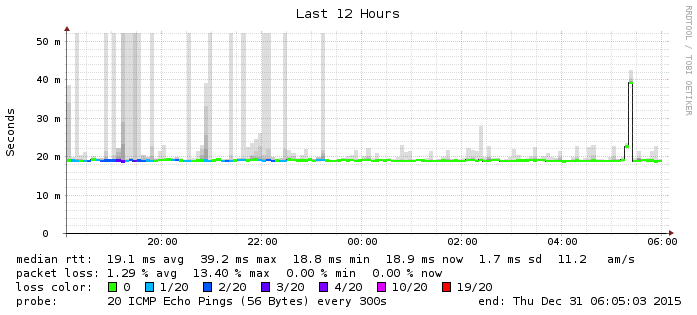 Last 12 Hours
RRDTOOL / TOBI OETIKER
Seconds
50 m
40 m
30 m
20 m
10 m
0
20:00 22:00 00:00 02:00 04:00 06:00
median rtt: 19.1 ms avg 39.2 ms max 18.8 ms min 18.9 ms now 1.7 ms sd 11.2 am/s
packet loss: 1.29 % avg 13.40 % max 0.00 % min 0.00 % now
loss color: 0 1/20 2/20 3/20 4/20 10/20 19/20
probe: 20 ICMP Echo Pings (56 Bytes) every 300s end: Thu Dec 31 06:05:03 2015